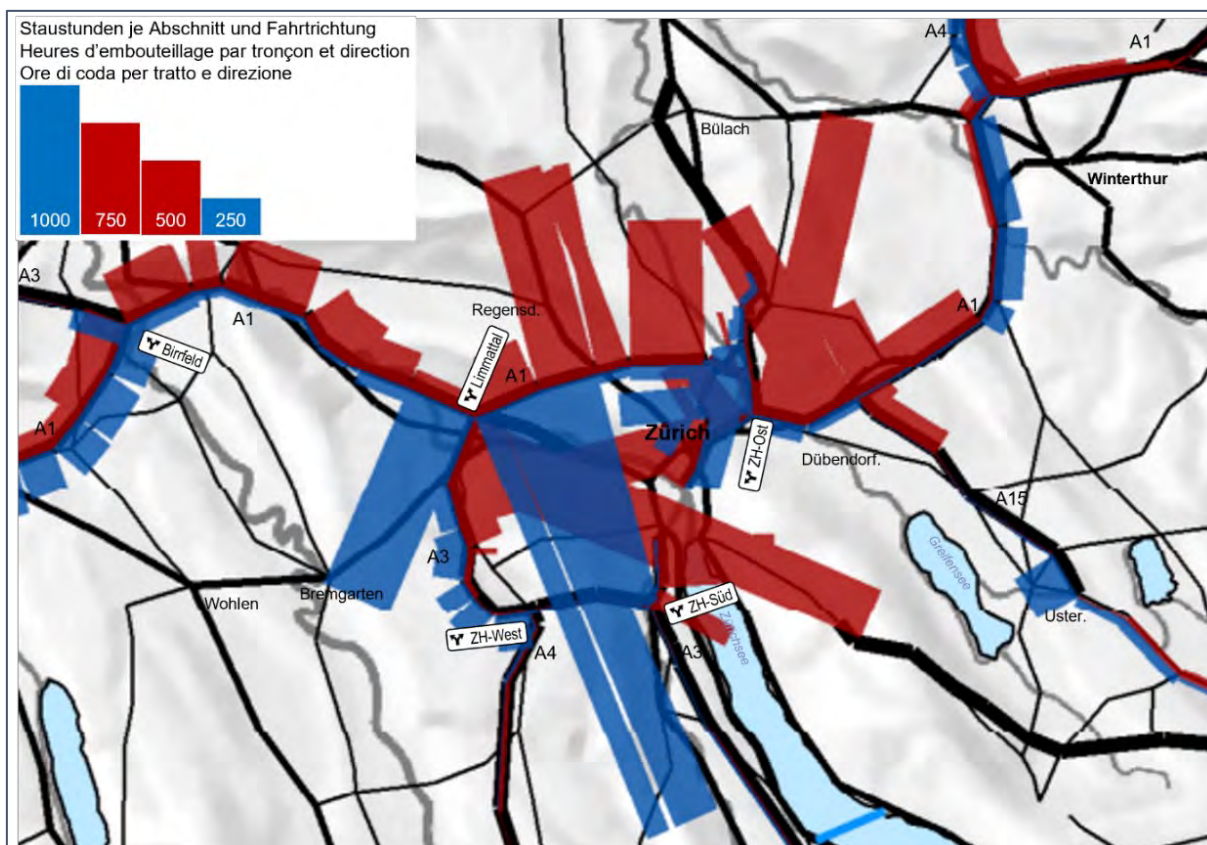 Staustunden je Abschnitt und Fahrtrichtung
Heures d'embouteillage par tronçon et direction
Ore di coda per tratto e direzione
1000 750 500 250
A4
A1
Bülach
Winterthur
A3
A1
Regensd.
A1
Birrfeld
Limmattal
A1
A1
Zürich
ZH-Ost
Dübendorf.
A15
Greifensee
A3
Wohlen
Bremgarten
ZH-West
ZH-Süd
Uster.
A4
A3
Zürichsee